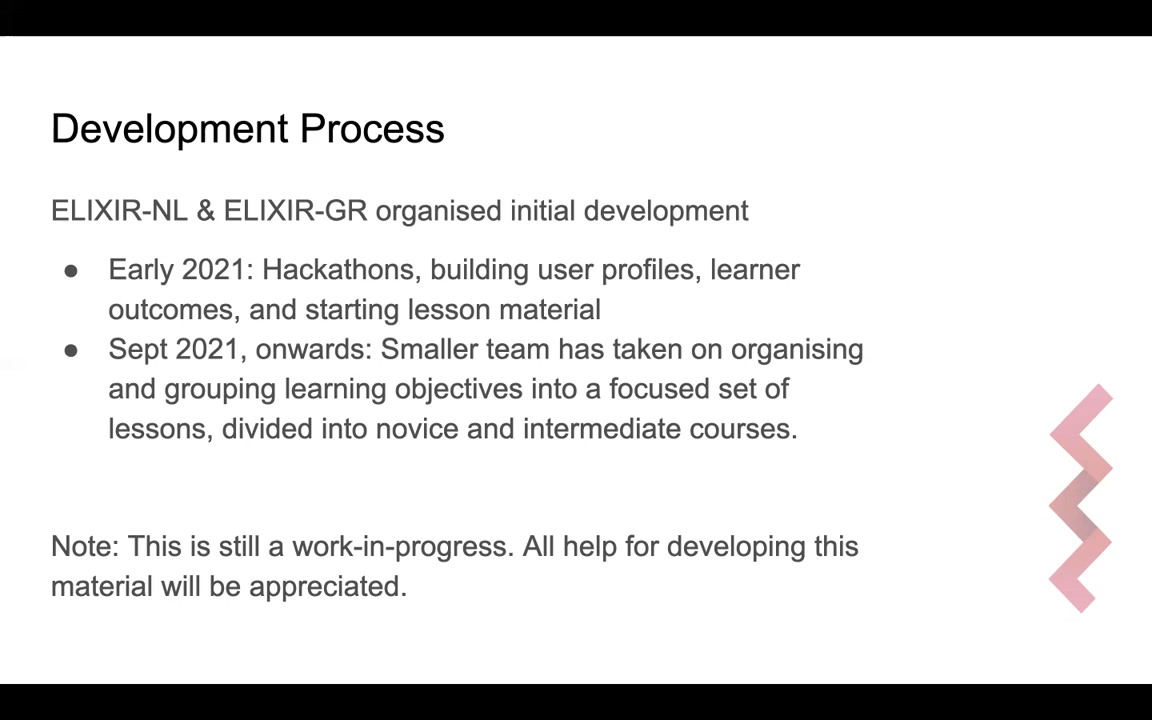 Development Process
ELIXIR-NL & ELIXIR-GR organised initial development
● Early 2021: Hackathons, building user profiles, learner
outcomes, and starting lesson material
● Sept 2021, onwards: Smaller team has taken on organising
and grouping learning objectives into a focused set of
lessons, divided into novice and intermediate courses.
Note: This is still a work-in-progress. All help for developing this
material will be appreciated.